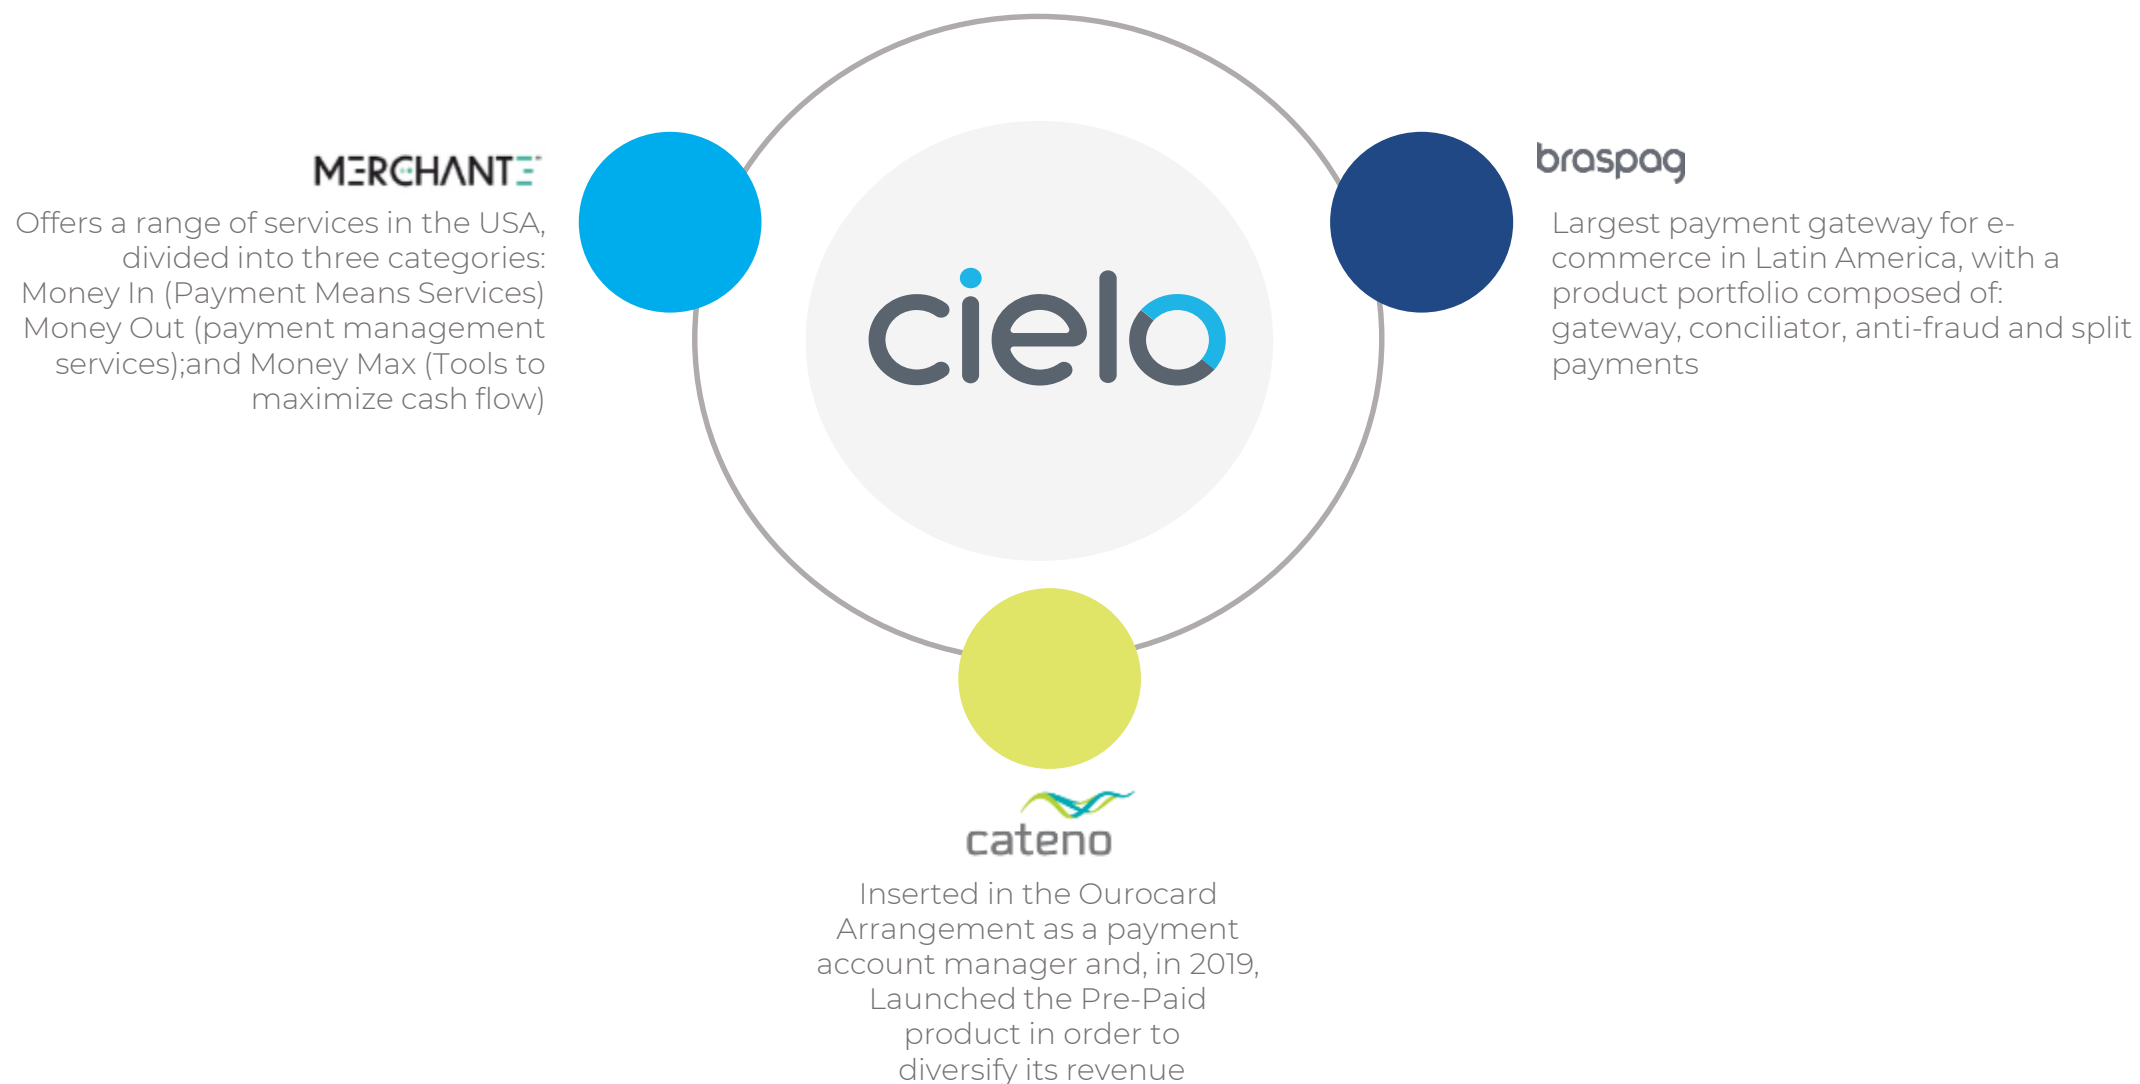 MERCHANTE
Offers a range of services in the USA,
divided into three categories:
Money In (Payment Means Services)
Money Out (payment management
services);and Money Max (Tools to
maximize cash flow)
cielo
braspag
Largest payment gateway for e-
commerce in Latin America, with a
product portfolio composed of:
gateway, conciliator, anti-fraud and split
payments
cateno
Inserted in the Ourocard
Arrangement as a payment
account manager and, in 2019,
Launched the Pre-Paid
product in order to
diversify its revenue